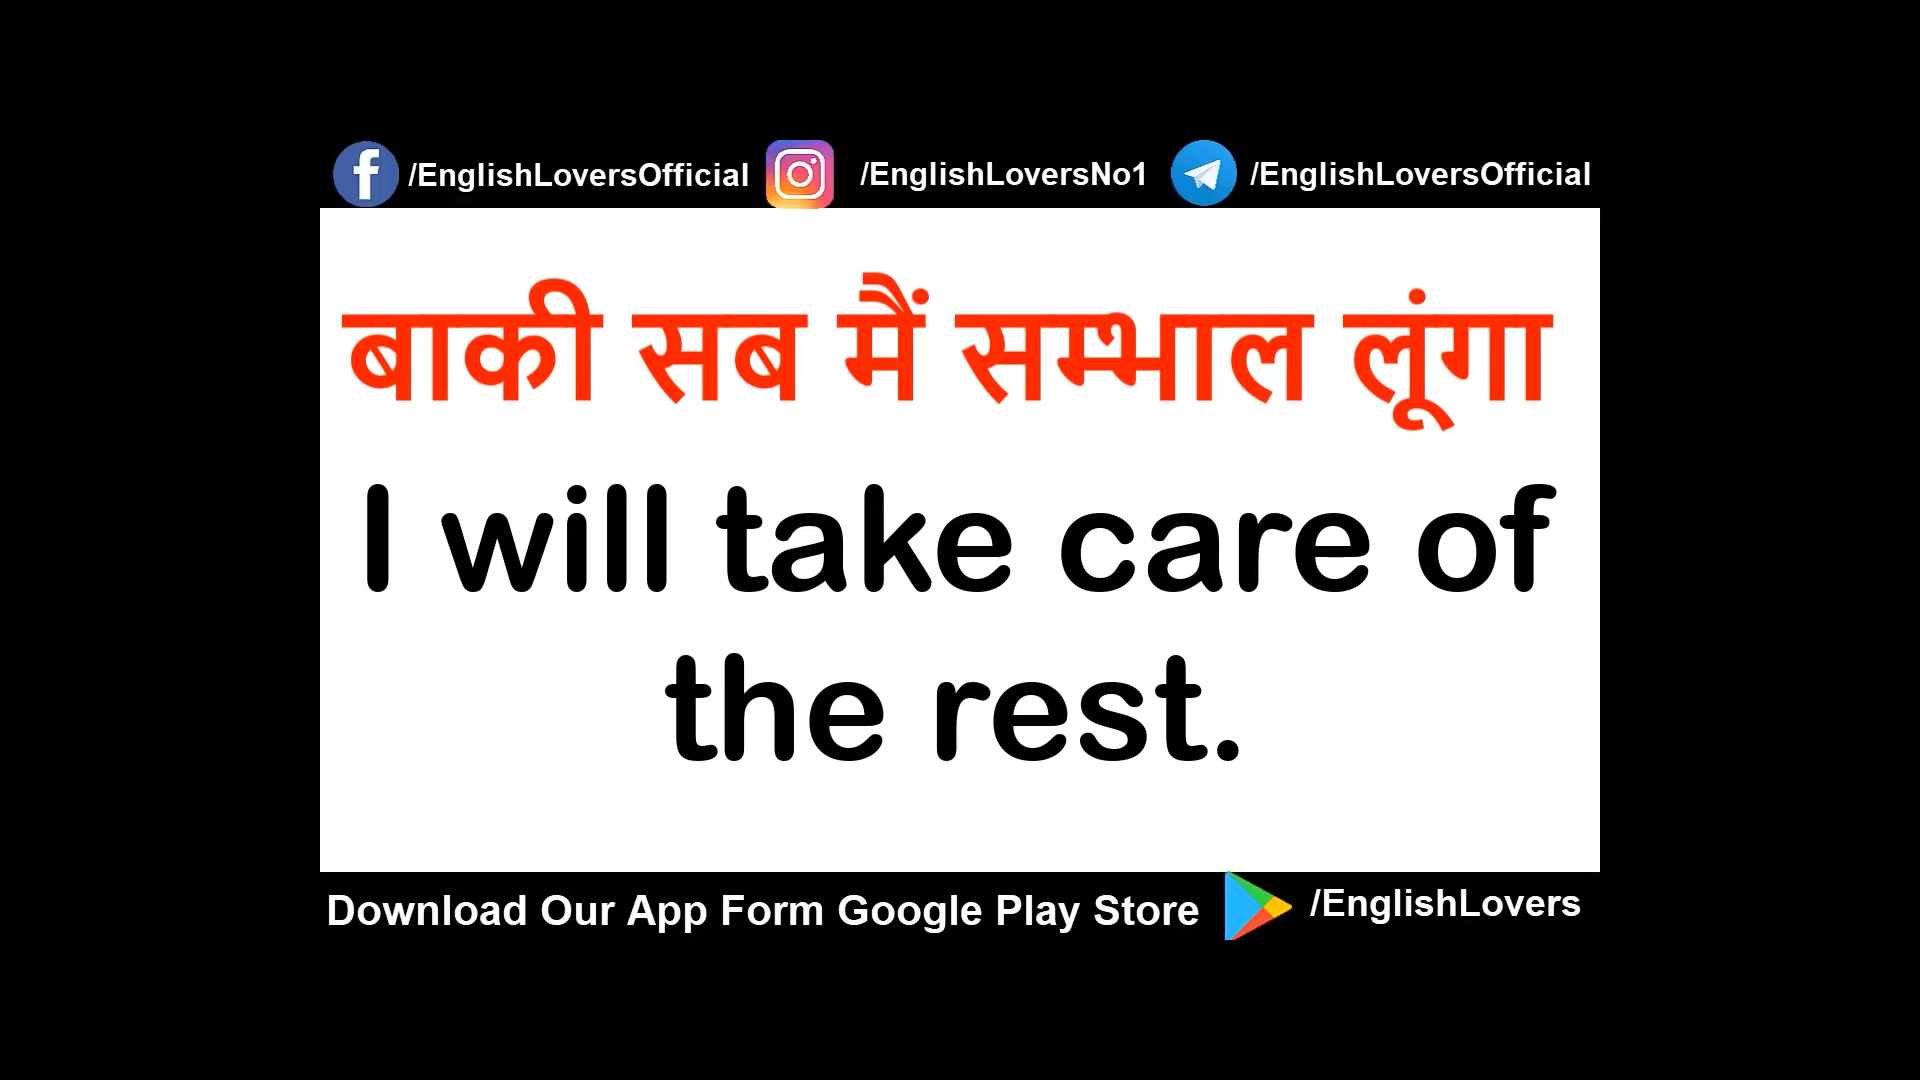 /EnglishLoversOfficial /EnglishLoversNo1 /EnglishLoversOfficial
बाकी सब मैं सम्भाल लूंगा
I will take care of
the rest.
Download Our App Form Google Play Store /EnglishLovers